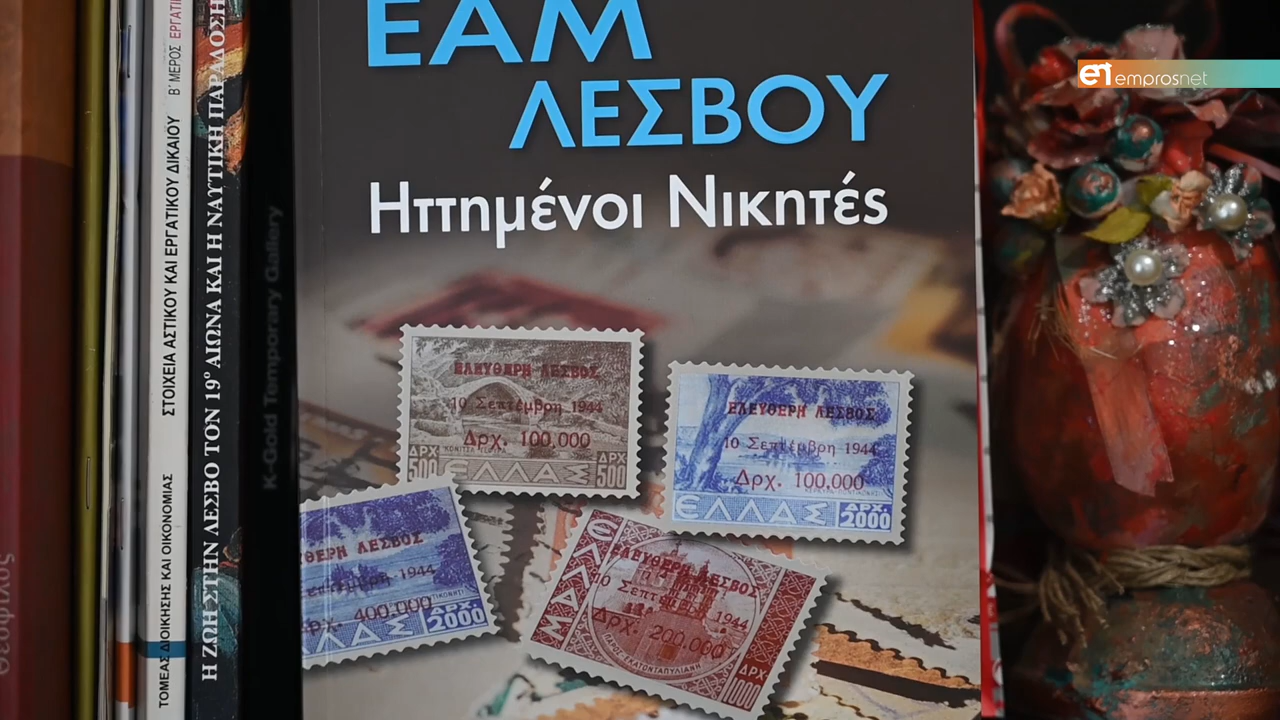 ΕΑΜ
ΛΕΣΒΟΥ
Ηττημένοι Νικητές
ΕΛΕΥΘΕΡΗ ΛΕΣΒΟΣ
10 Σεπτέμβρη 1944
Δρχ. 100,000
ΔΡΧ 500
ΕΛΛΑΣ
ΔΡΧ 500
ΕΛΕΥΘΕΡΗ ΛΕΣΒΟΣ
10 Σεπτέμβρη 1944
Δρχ. 100,000
ΕΛΛΑΣ
ΔΡΧ. 2000
1944
400,000
ΔΡΧ. 2000
ΕΛΛΑΣ
ΕΛΕΥΘΕΡΗ ΛΕΣΒΟΣ
10 Σεπτέμβρη 1944
Δρχ. 200,000
ΔΡΧ 1000
Β' ΜΕΡΟΣ
ΣΤΟΙΧΕΙΑ ΑΣΤΙΚΟΥ ΚΑΙ ΕΡΓΑΤΙΚΟΥ ΔΙΚΑΙΟΥ
ΤΟΜΕΑΣ ΔΙΟΙΚΗΣΗΣ ΚΑΙ ΟΙΚΟΝΟΜΙΑΣ
Η ΖΩΗ ΣΤΗΝ ΛΕΣΒΟ ΤΟΝ 19ο ΑΙΩΝΑ ΚΑΙ Η ΝΑΥΤΙΚΗ ΠΑΡΑΔΟΣΗ
K-Gold Temporary Gallery
emprosnet